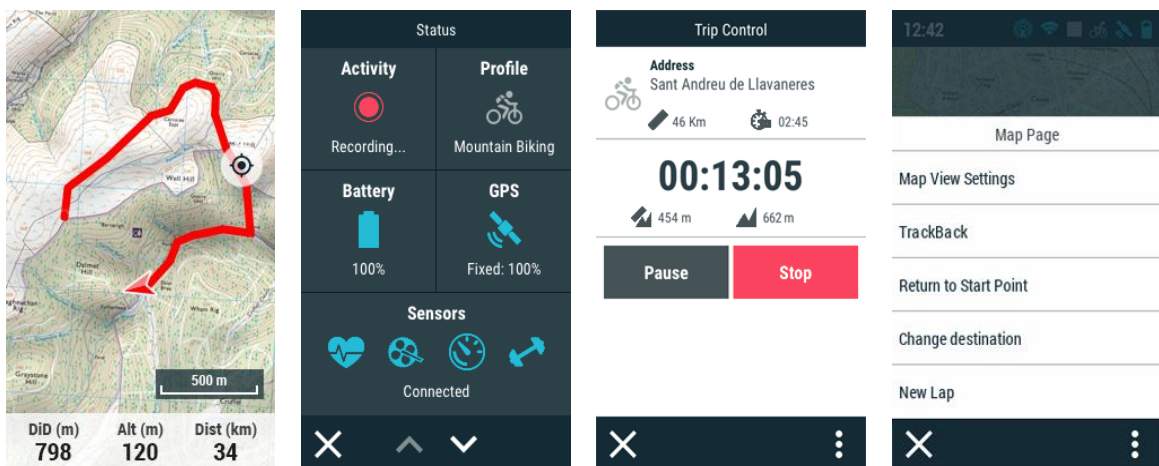 Wall Hill
500 m
DiD (m)
Alt (m)
Dist (km)
798
120
34
Status
Activity
Profile
Recording...
Mountain Biking
Battery
GPS
100%
Fixed: 100%
Sensors
Connected
Trip Control
Address
Sant Andreu de Llavaneres
46 Km
02:45
00:13:05
454 m
662 m
Pause
Stop
12:42
Map Page
Map View Settings
TrackBack
Return to Start Point
Change destination
New Lap